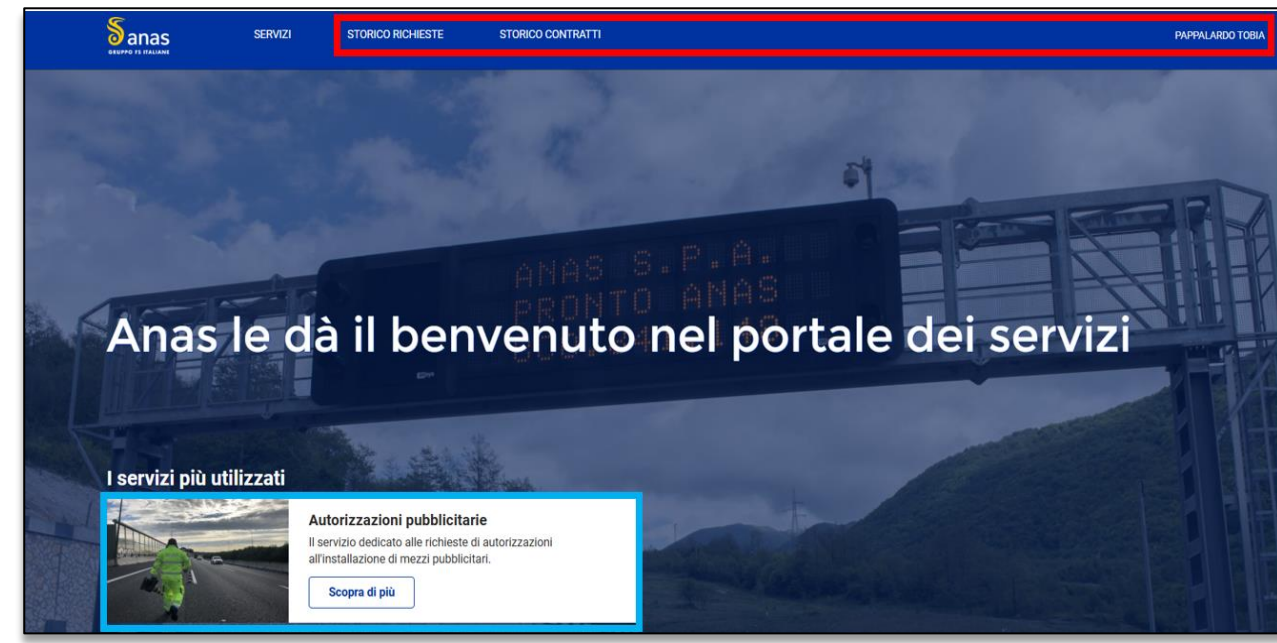 anas
GRUPPO FS ITALIANE
SERVIZI
STORICO RICHIESTE
STORICO CONTRATTI
PAPPALARDO TOBIA
ANAS S.P.A.
PRONTO ANAS
Anas le dà il benvenuto nel portale dei servizi
I servizi più utilizzati
Autorizzazioni pubblicitarie
Il servizio dedicato alle richieste di autorizzazioni
all'installazione di mezzi pubblicitari.
Scopra di più